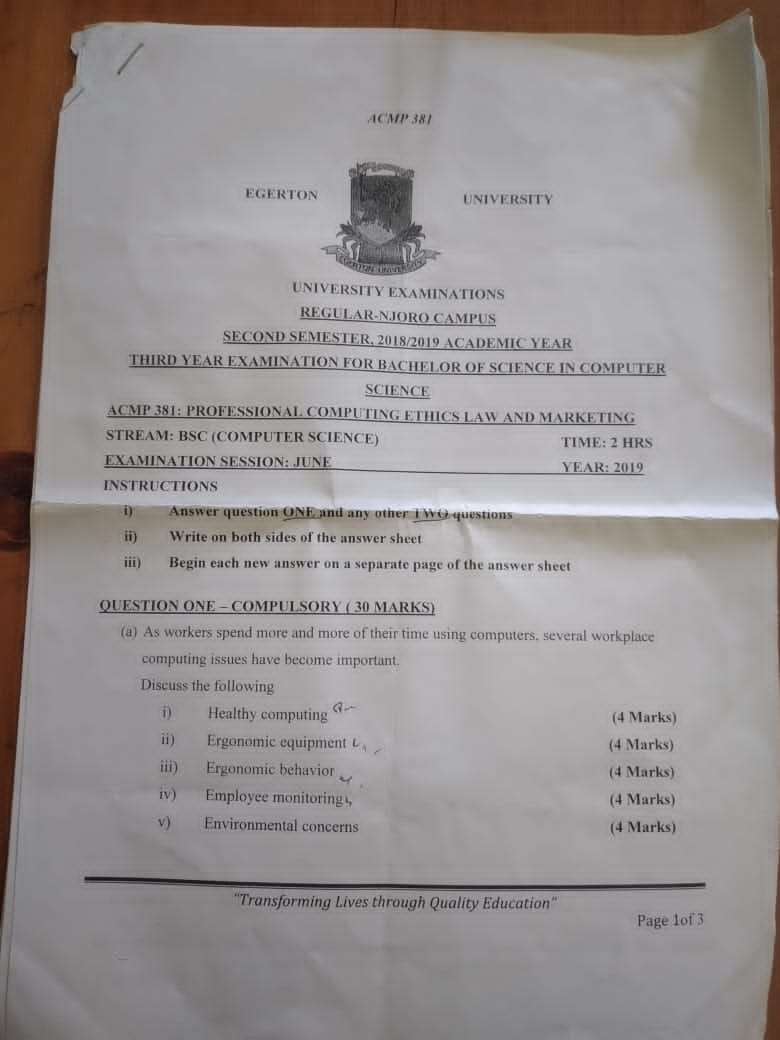 ACMP 381
EGERTON UNIVERSITY
EGERTON UNIVERSITY
UNIVERSITY EXAMINATIONS
REGULAR-NJORO CAMPUS
SECOND SEMESTER, 2018/2019 ACADEMIC YEAR
THIRD YEAR EXAMINATION FOR BACHELOR OF SCIENCE IN COMPUTER
SCIENCE
ACMP 381: PROFESSIONAL COMPUTING ETHICS LAW AND MARKETING
STREAM: BSC (COMPUTER SCIENCE) TIME: 2 HRS
EXAMINATION SESSION: JUNE YEAR: 2019
INSTRUCTIONS
i) Answer question ONE and any other TWO questions
ii) Write on both sides of the answer sheet
iii) Begin each new answer on a separate page of the answer sheet
QUESTION ONE – COMPULSORY ( 30 MARKS)
(a) As workers spend more and more of their time using computers, several workplace
computing issues have become important.
Discuss the following
i) Healthy computing (4 Marks)
ii) Ergonomic equipment (4 Marks)
iii) Ergonomic behavior (4 Marks)
iv) Employee monitoring (4 Marks)
v) Environmental concerns (4 Marks)
"Transforming Lives through Quality Education"
Page 1of 3